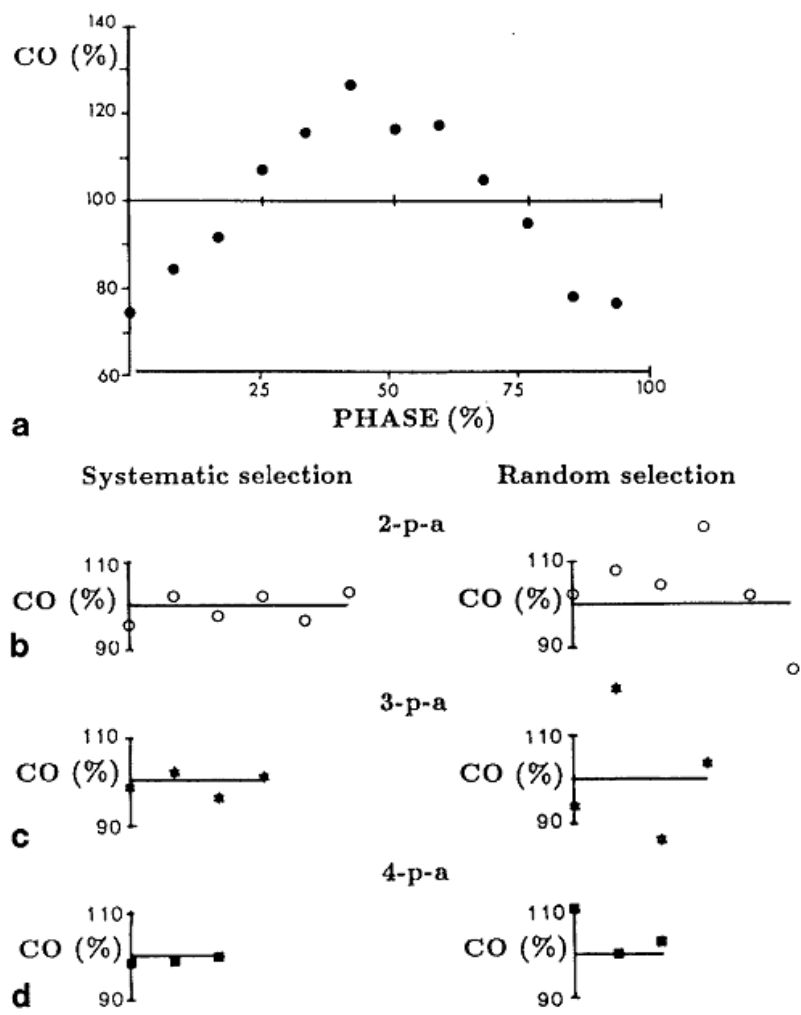 140
CO (%)
120
100
80
60
25 50 75 100
PHASE (%)
a
Systematic selection Random selection
2-p-a
110 110
CO (%) CO (%)
90 90
b
3-p-a
110 110
CO (%) CO (%)
90 90
c
4-p-a
110 110
CO (%) CO (%)
90 90
d